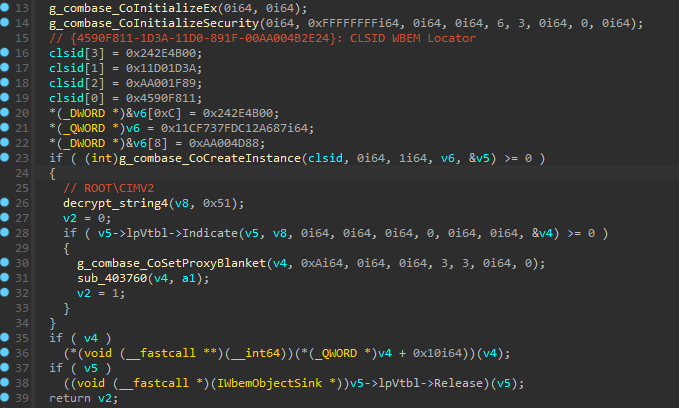 13 g_combase_CoInitializeEx(0i64, 0i64);
14 g_combase_CoInitializeSecurity(0i64, 0xFFFFFFFFi64, 0i64, 0i64, 6, 3, 0i64, 0, 0i64);
15 // {4590F811-1D3A-11D0-891F-00AA004B2E24}: CLSID WBEM Locator
16 clsid[3] = 0x242E4B00;
17 clsid[1] = 0x11D01D3A;
18 clsid[2] = 0xAA001F89;
19 clsid[0] = 0x4590F811;
20 *(_DWORD *)&v6[0xC] = 0x242E4B00;
21 *(_QWORD *)v6 = 0x11CF737FDC12A687i64;
22 *(_DWORD *)&v6[8] = 0xAA004D88;
23 if ( (int)g_combase_CoCreateInstance(clsid, 0i64, 1i64, v6, &v5) >= 0 )
24 {
25 // ROOT\CIMV2
26 decrypt_string4(v8, 0x51);
27 v2 = 0;
28 if ( v5->lpVtbl->Indicate(v5, v8, 0i64, 0i64, 0i64, 0, 0i64, 0i64, &v4) >= 0 )
29 {
30 g_combase_CoSetProxyBlanket(v4, 0xAi64, 0i64, 0i64, 3, 3, 0i64, 0);
31 sub_403760(v4, a1);
32 v2 = 1;
33 }
34 }
35 if ( v4 )
36 (*(void (__fastcall **)(__int64))(*(_QWORD *)v4 + 0x10i64))(v4);
37 if ( v5 )
38 ((void (__fastcall *)(IWbemObjectSink *))v5->lpVtbl->Release)(v5);
39 return v2;